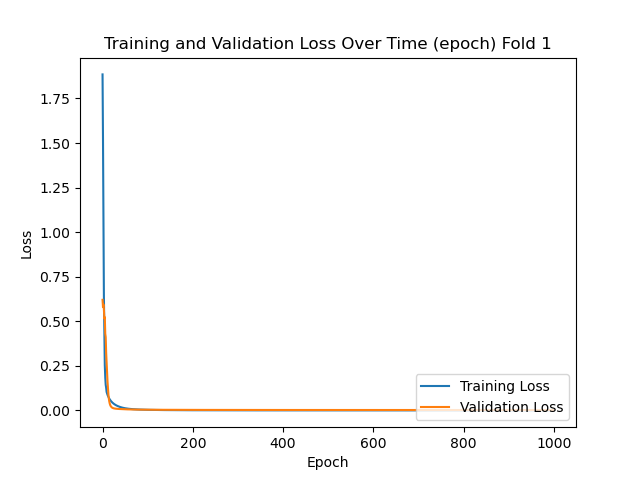 Training and Validation Loss Over Time (epoch) Fold 1
1.75
1.50
1.25
1.00
0.75
0.50
0.25
0.00
Loss
Training Loss
Validation Loss
0 200 400 600 800 1000
Epoch